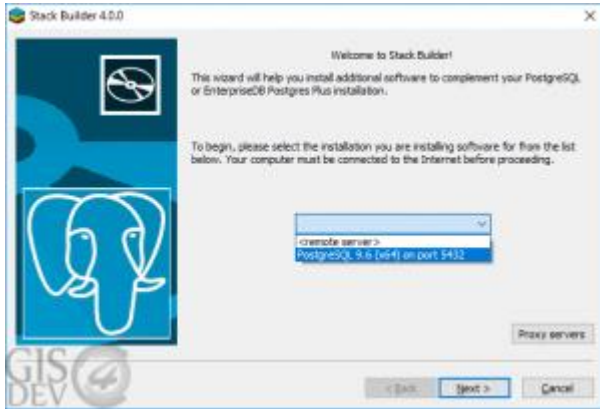 Stack Builder 4.0.0
Welcome to Stack Builder!
This wizard will help you install additional software to complement your PostgreSQL
or EnterpriseDB Postgres Plus installation.
To begin, please select the installation you are installing software for from the list
below. Your computer must be connected to the Internet before proceeding.
<remote server>
PostgreSQL 9.6 (x64) on port 5432
Proxy servers
< Back
Next >
Cancel
GIS
DEV 4